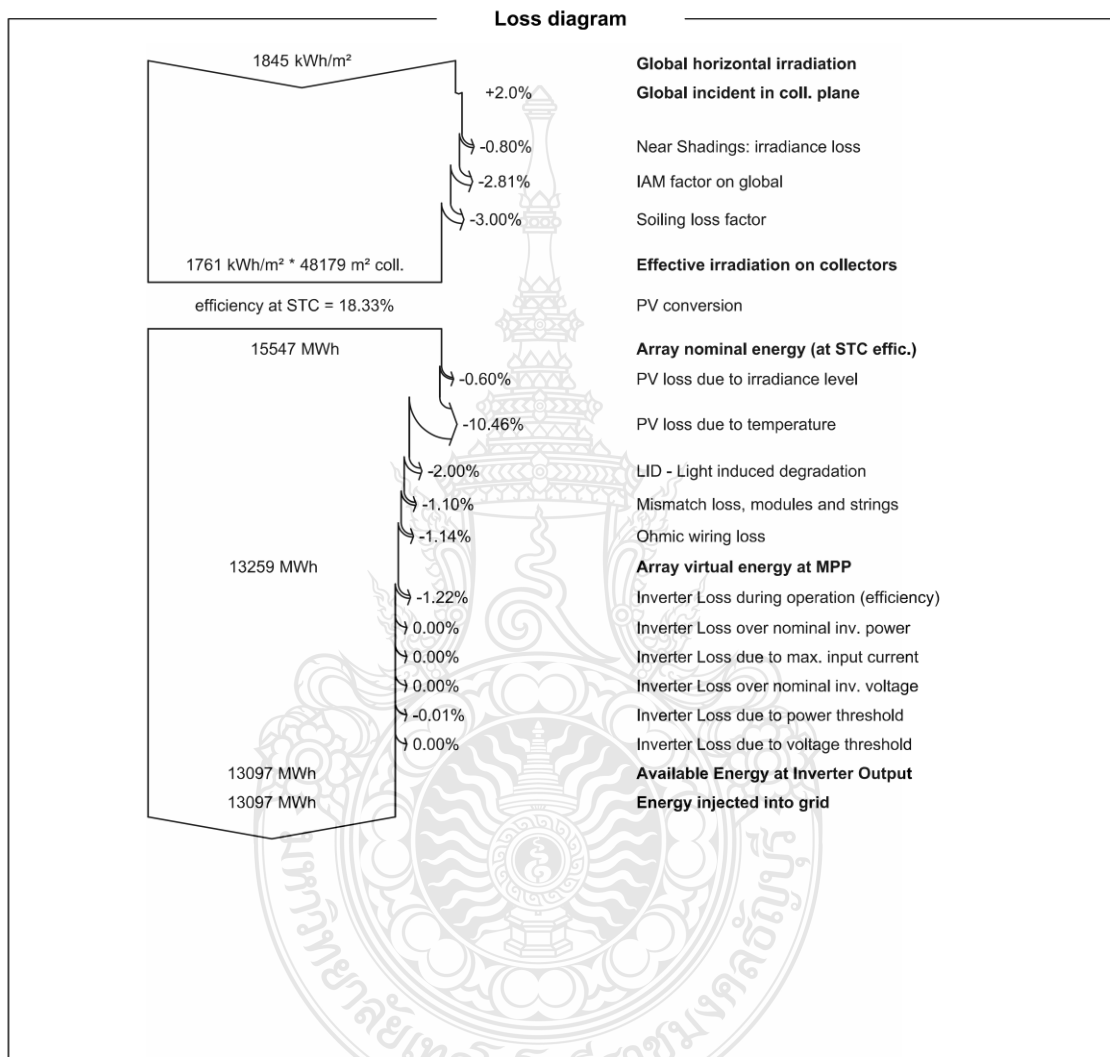 Loss diagram
1845 kWh/m² Global horizontal irradiation
+2.0% Global incident in coll. plane
-0.80% Near Shadings: irradiance loss
-2.81% IAM factor on global
-3.00% Soiling loss factor
1761 kWh/m² * 48179 m² coll. Effective irradiation on collectors
efficiency at STC = 18.33% PV conversion
15547 MWh Array nominal energy (at STC effic.)
-0.60% PV loss due to irradiance level
-10.46% PV loss due to temperature
-2.00% LID - Light induced degradation
-1.10% Mismatch loss, modules and strings
-1.14% Ohmic wiring loss
13259 MWh Array virtual energy at MPP
-1.22% Inverter Loss during operation (efficiency)
0.00% Inverter Loss over nominal inv. power
0.00% Inverter Loss due to max. input current
0.00% Inverter Loss over nominal inv. voltage
-0.01% Inverter Loss due to power threshold
0.00% Inverter Loss due to voltage threshold
13097 MWh Available Energy at Inverter Output
13097 MWh Energy injected into grid